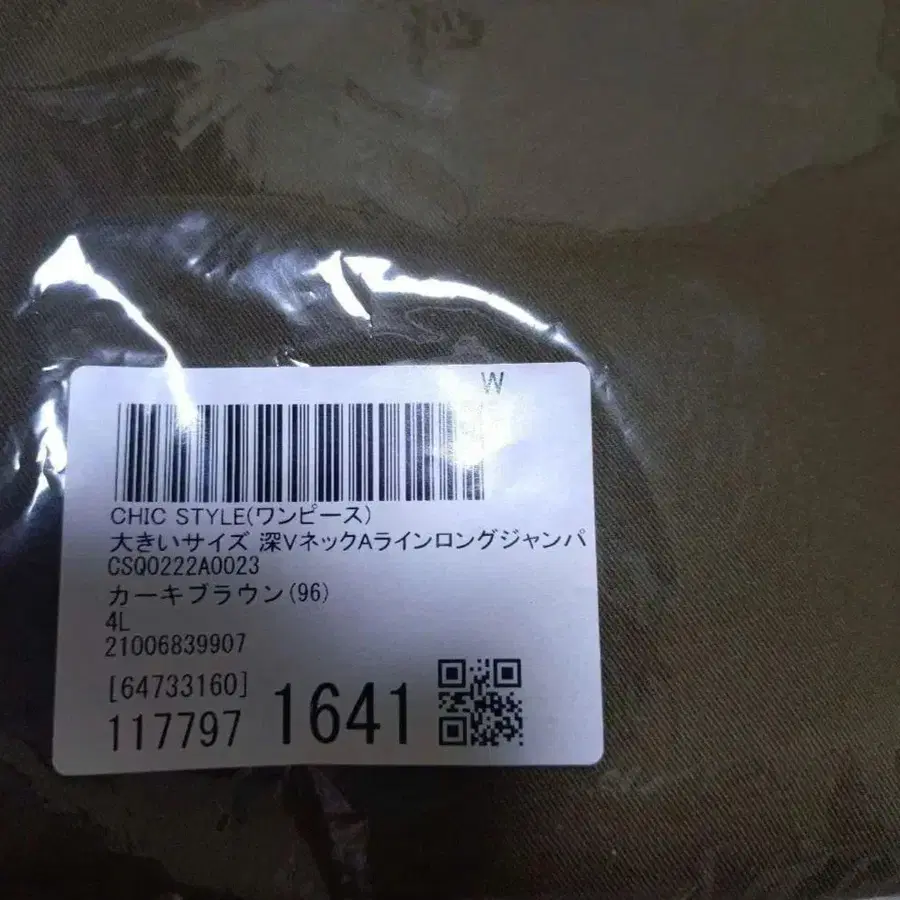 W
CHIC STYLE(ワンピース)
大きいサイズ 深VネックAラインロングジャンパ
CSQ0222A0023
カーキブラウン(96)
4L
21006839907
[64733160]
117797 1641